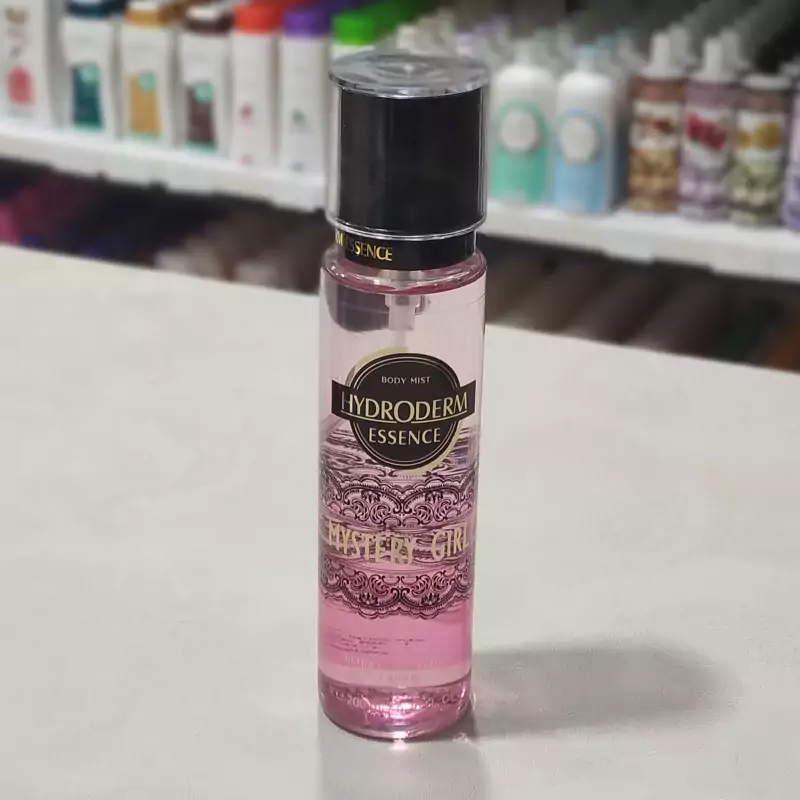 ESSENCE
BODY MIST
HYDRODERM
ESSENCE
MYSTERY GIRL